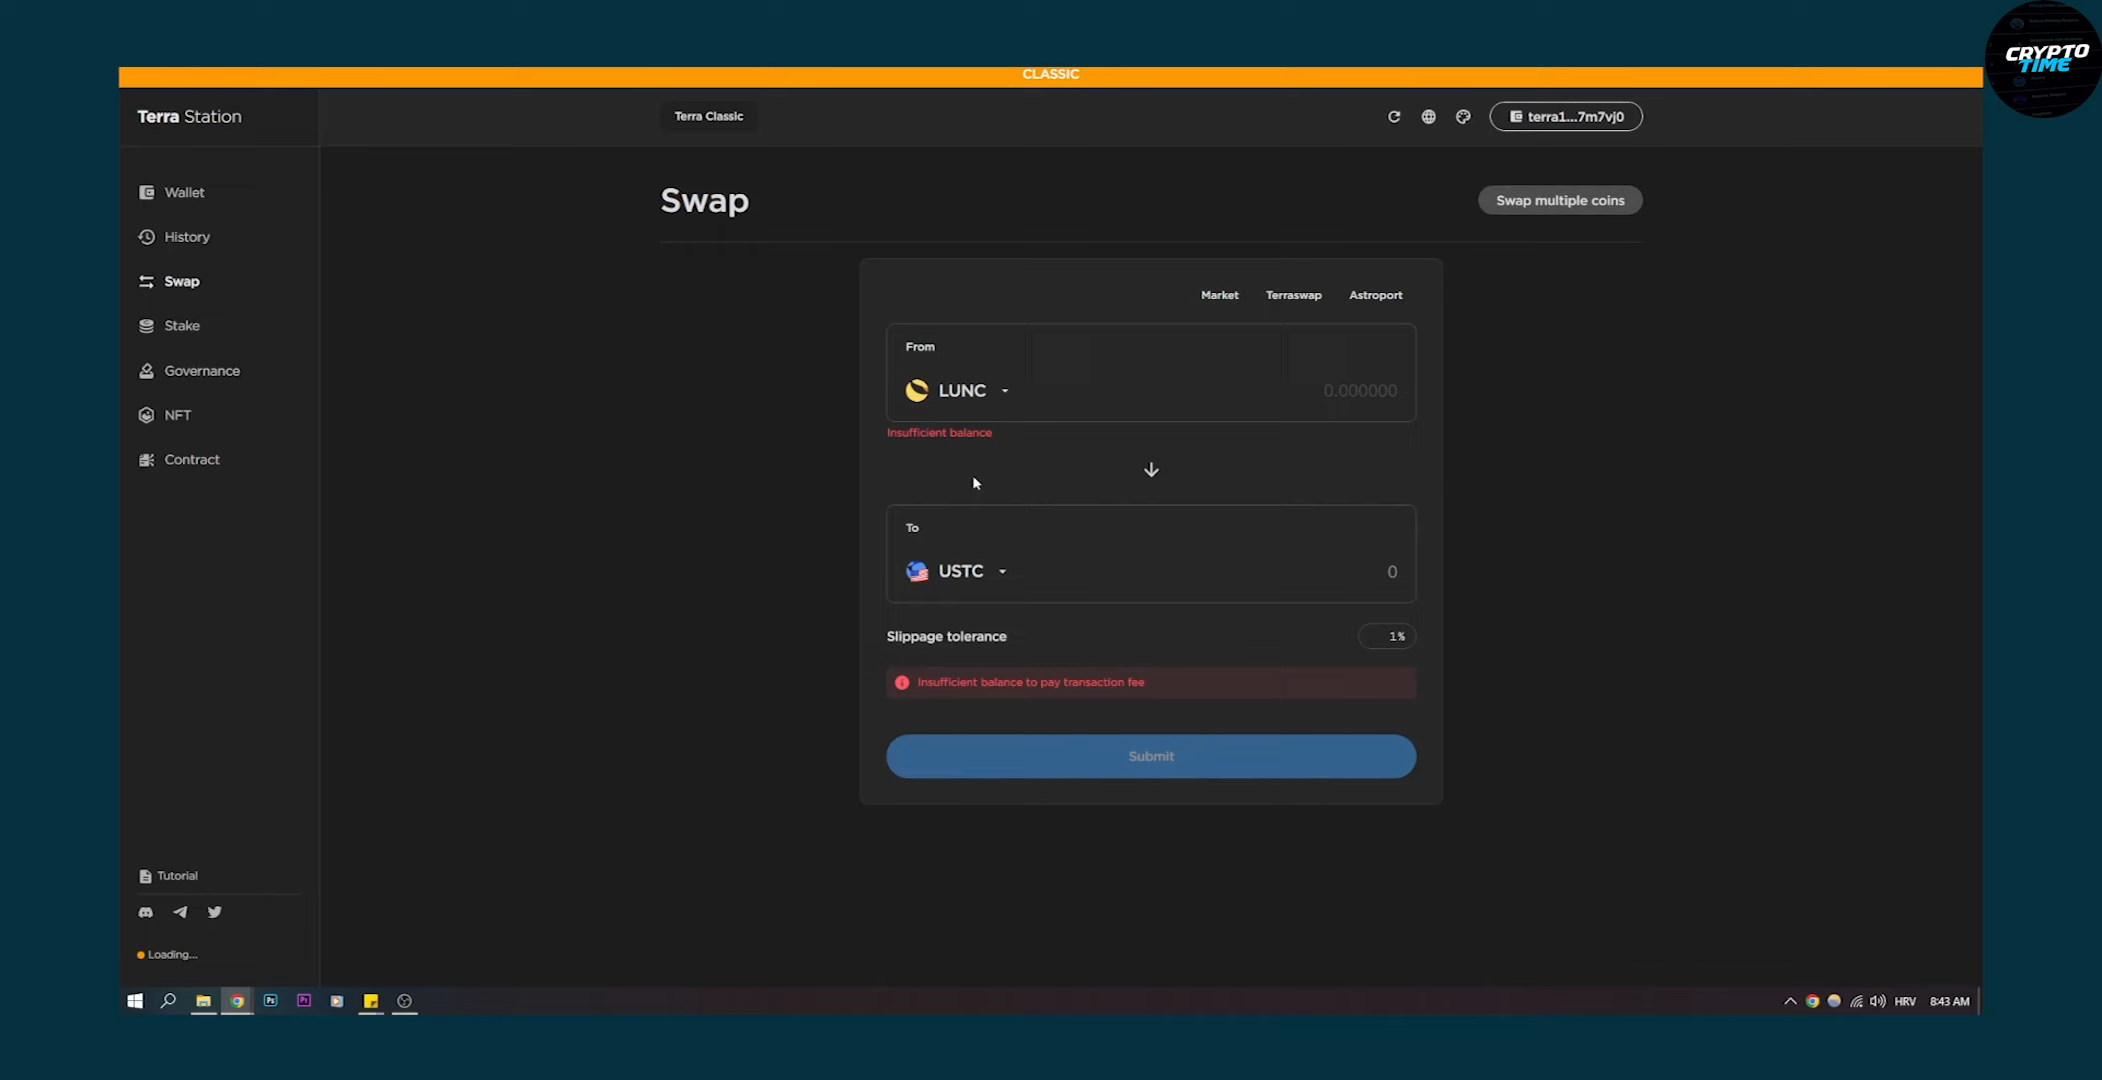 CRYPTO
TIME
CLASSIC
Terra Station
Terra Classic
terra1...7m7vj0
Wallet
History
Swap
Stake
Governance
NFT
Contract
Swap
Swap multiple coins
Market Terraswap Astroport
From
LUNC 0.000000
Insufficient balance
To
USTC 0
Slippage tolerance 1%
Insufficient balance to pay transaction fee
Submit
Tutorial
Loading...
Ps
Pr
HRV 8:43 AM